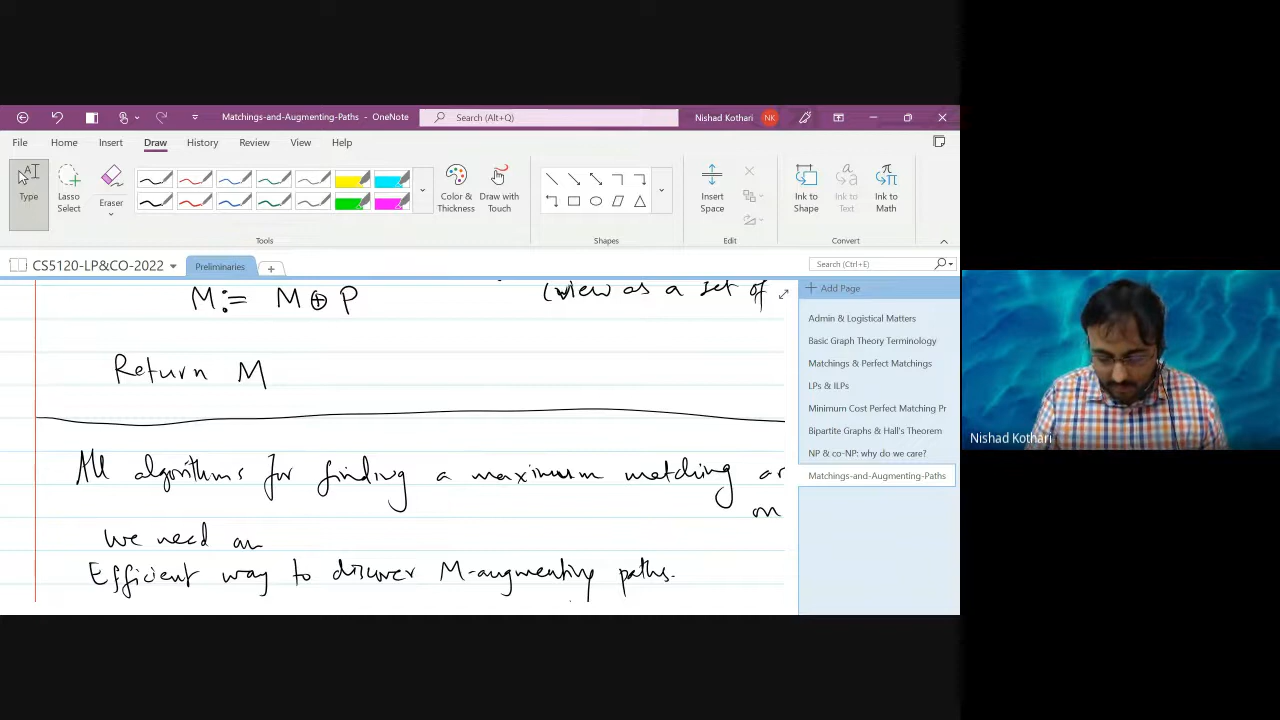 Matchings-and-Augmenting-Paths - OneNote
Search (Alt+Q)
Nishad Kothari
NK
File Home Insert Draw History Review View Help
Type
Lasso Select
Eraser
Color & Thickness
Draw with Touch
Insert Space
Ink to Shape
Ink to Text
Ink to Math
Tools
Shapes
Edit
Convert
CS5120-LP&CO-2022
Preliminaries
Search (Ctrl+E)
Add Page
Admin & Logistical Matters
Basic Graph Theory Terminology
Matchings & Perfect Matchings
LPs & ILPs
Minimum Cost Perfect Matching Pr
Bipartite Graphs & Hall's Theorem
NP & co-NP: why do we care?
Matchings-and-Augmenting-Paths
M := M ⊕ P (view as a set of
Return M
All algorithms for finding a maximum matching ar
on
we need an
Efficient way to discover M-augmenting paths.
Nishad Kothari